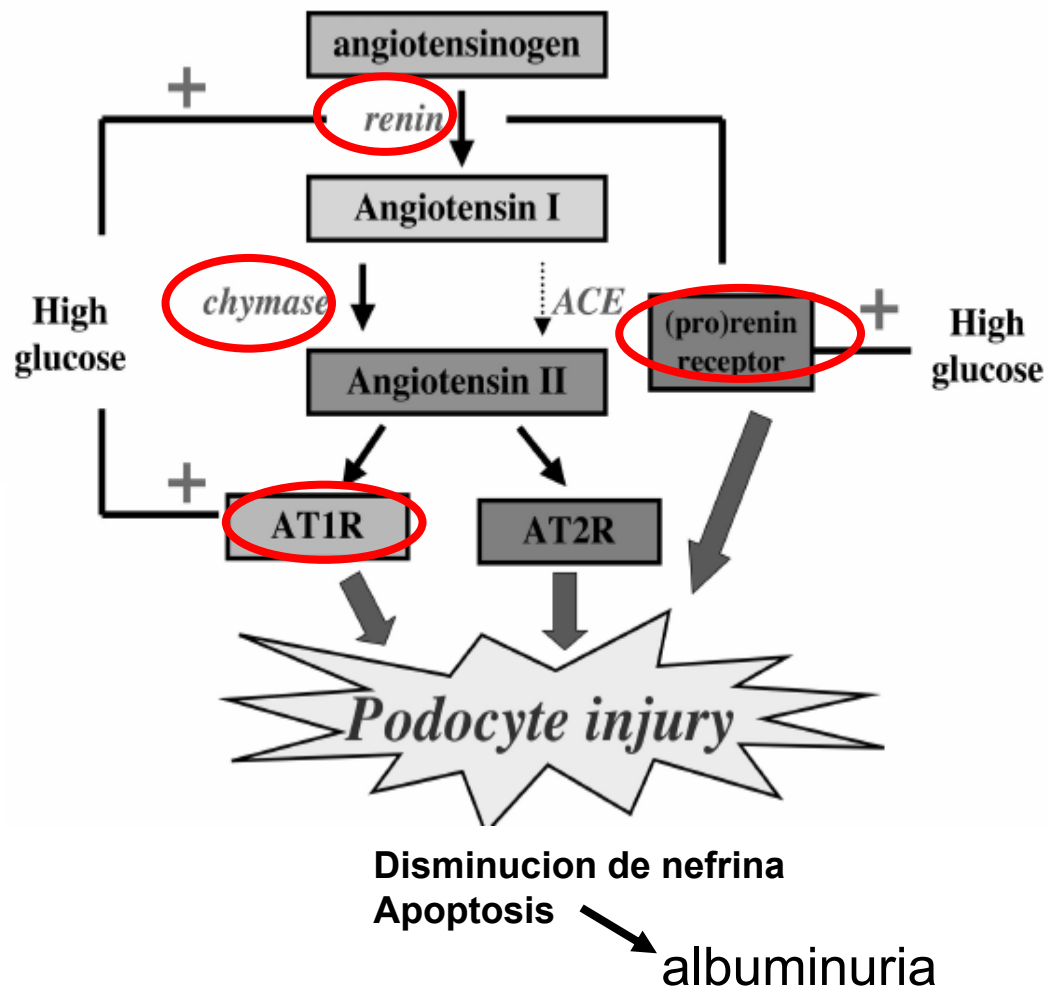 angiotensinogen
+
renin
Angiotensin I
High
glucose
chymase
ACE
(pro)renin
receptor
+
High
glucose
Angiotensin II
+
AT1R
AT2R
Podocyte injury
Disminucion de nefrina
Apoptosis
albuminuria